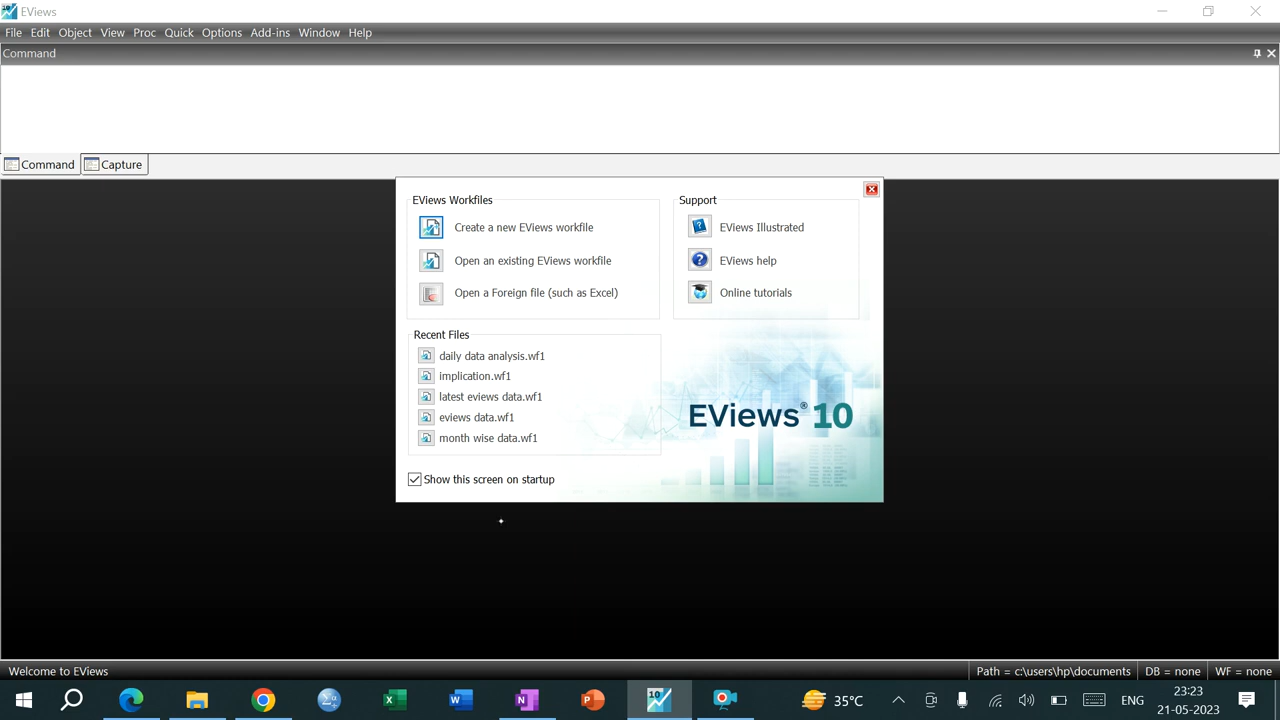 EViews
File Edit Object View Proc Quick Options Add-ins Window Help
Command
Command Capture
EViews Workfiles
Create a new EViews workfile
Open an existing EViews workfile
Open a Foreign file (such as Excel)
Support
EViews Illustrated
EViews help
Online tutorials
Recent Files
daily data analysis.wf1
implication.wf1
latest eviews data.wf1
eviews data.wf1
month wise data.wf1
EViews® 10
Show this screen on startup
Welcome to EViews
Path = c:\users\hp\documents DB = none WF = none
35°C
ENG
23:23
21-05-2023